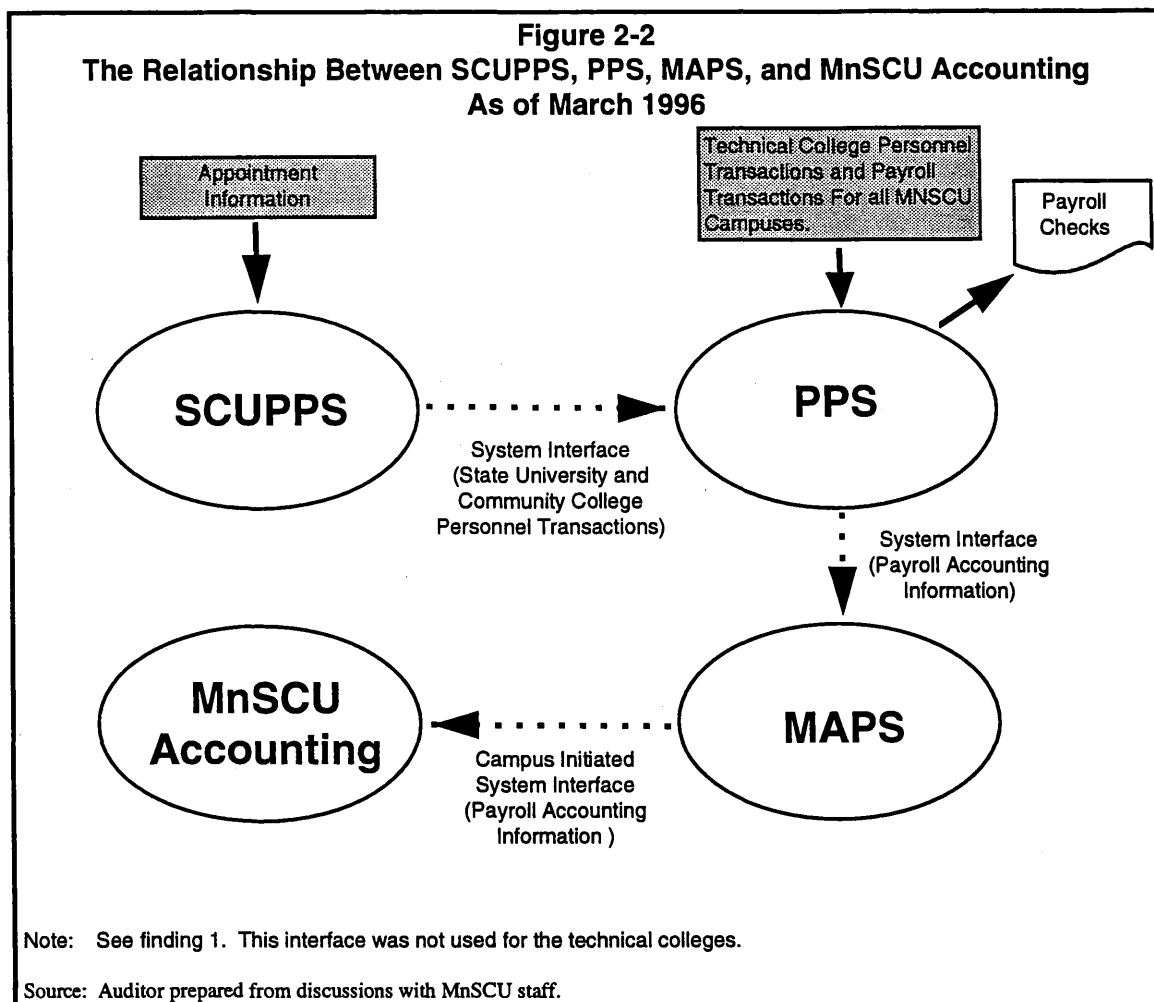 Figure 2-2
The Relationship Between SCUPPS, PPS, MAPS, and MnSCU Accounting
As of March 1996
Appointment
Information
Technical College Personnel
Transactions and Payroll
Transactions For all MNSCU
Campuses.
Payroll
Checks
SCUPPS
PPS
System Interface
(State University and
Community College
Personnel Transactions)
System Interface
(Payroll Accounting
Information)
MnSCU
Accounting
MAPS
Campus Initiated
System Interface
(Payroll Accounting
Information )
Note: See finding 1. This interface was not used for the technical colleges.
Source: Auditor prepared from discussions with MnSCU staff.